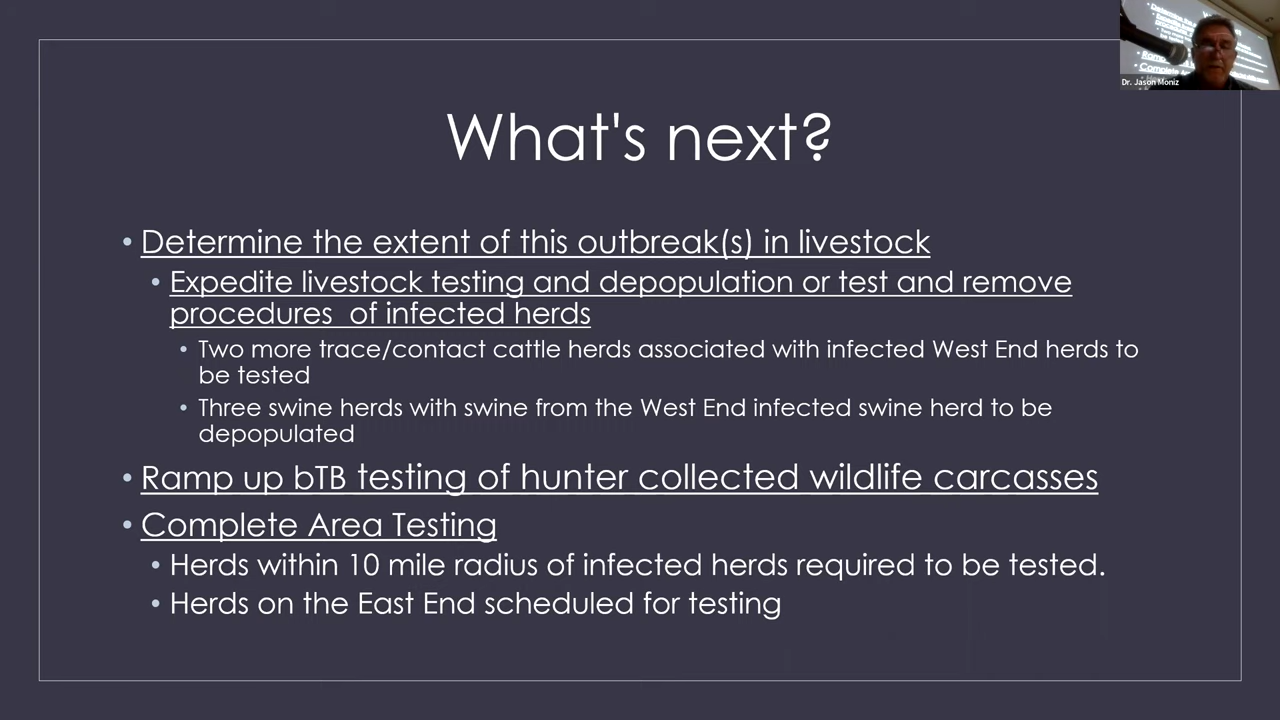 Dr. Jason Moniz
What's next?
• Determine the extent of this outbreak(s) in livestock
• Expedite livestock testing and depopulation or test and remove
procedures  of infected herds
• Two more trace/contact cattle herds associated with infected West End herds to
be tested
• Three swine herds with swine from the West End infected swine herd to be
depopulated
• Ramp up bTB testing of hunter collected wildlife carcasses
• Complete Area Testing
• Herds within 10 mile radius of infected herds required to be tested.
• Herds on the East End scheduled for testing